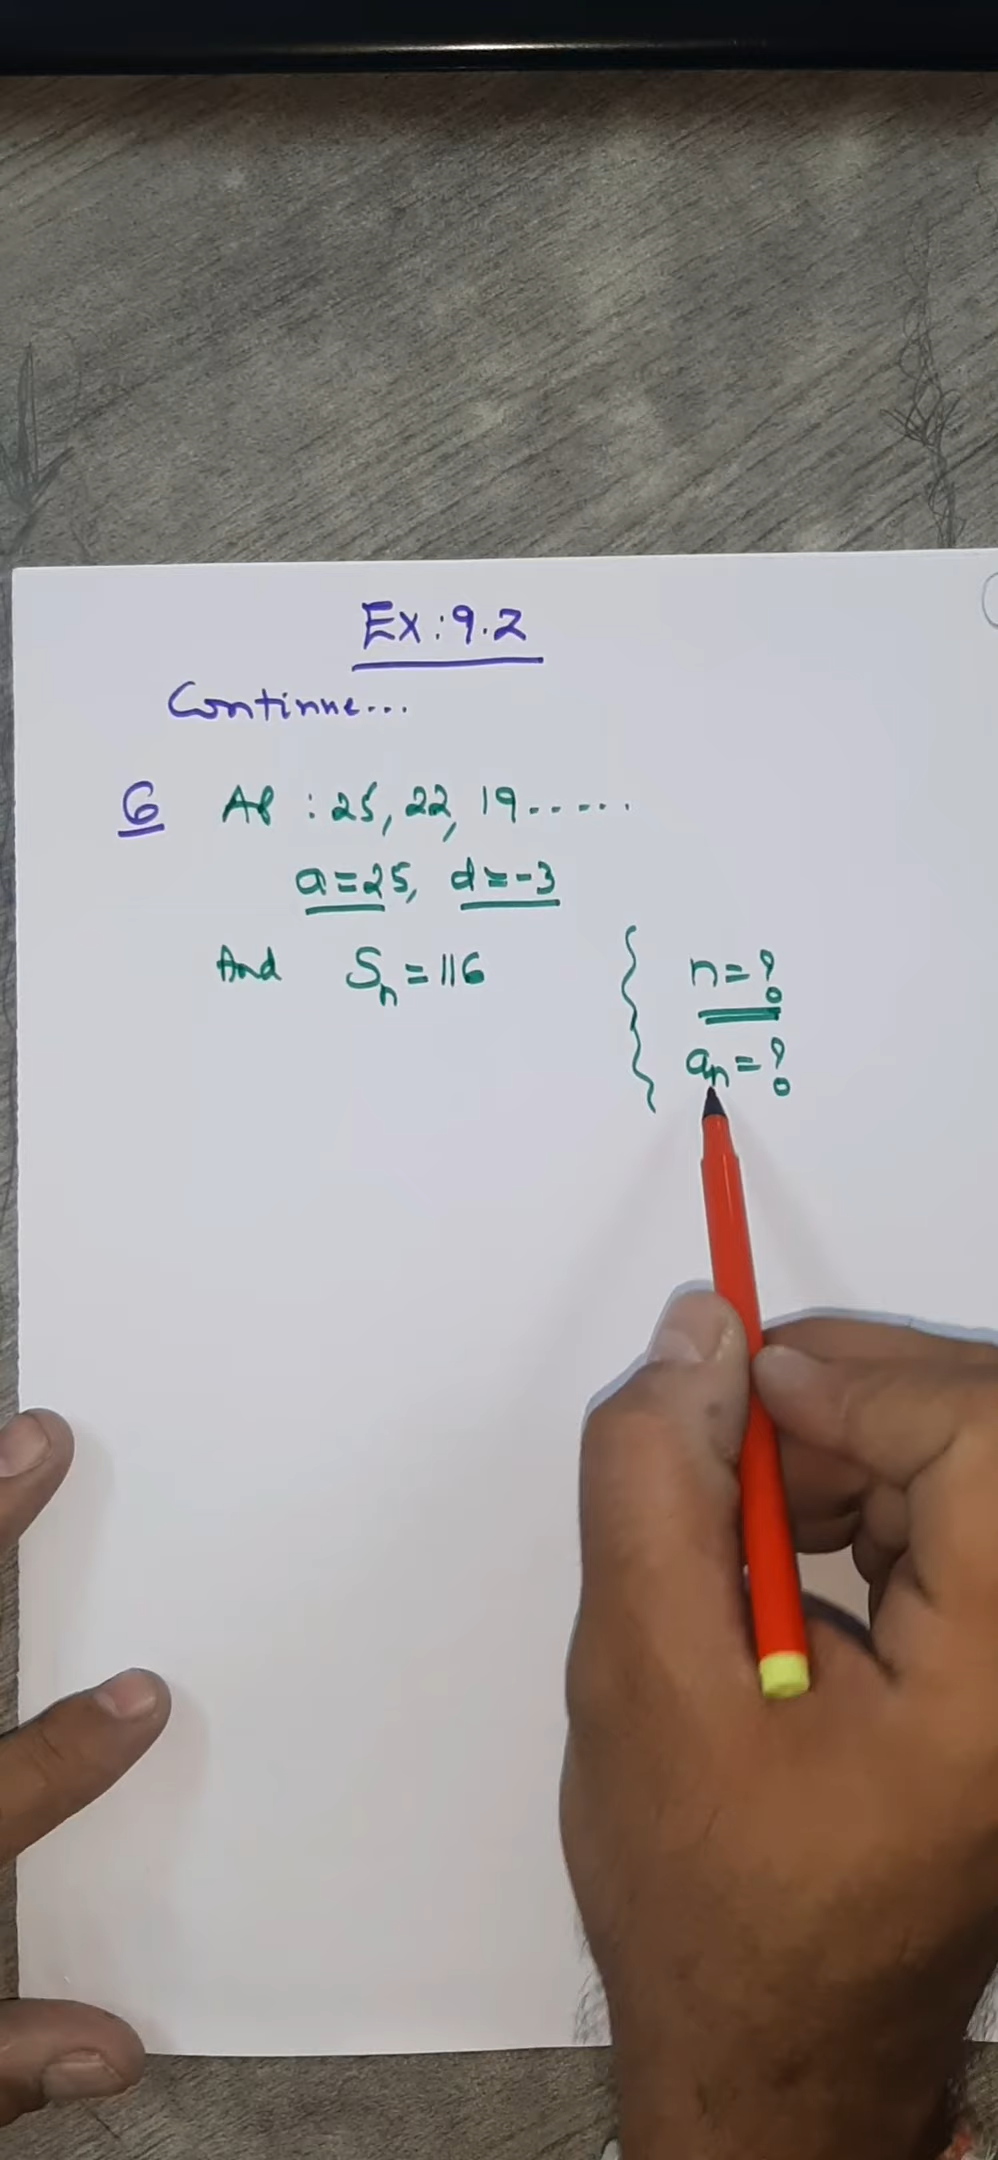 Ex:9.2
Continue...
6 AP : 25, 22, 19.....
a=25, d=-3
And Sn=116
n=?
an=?